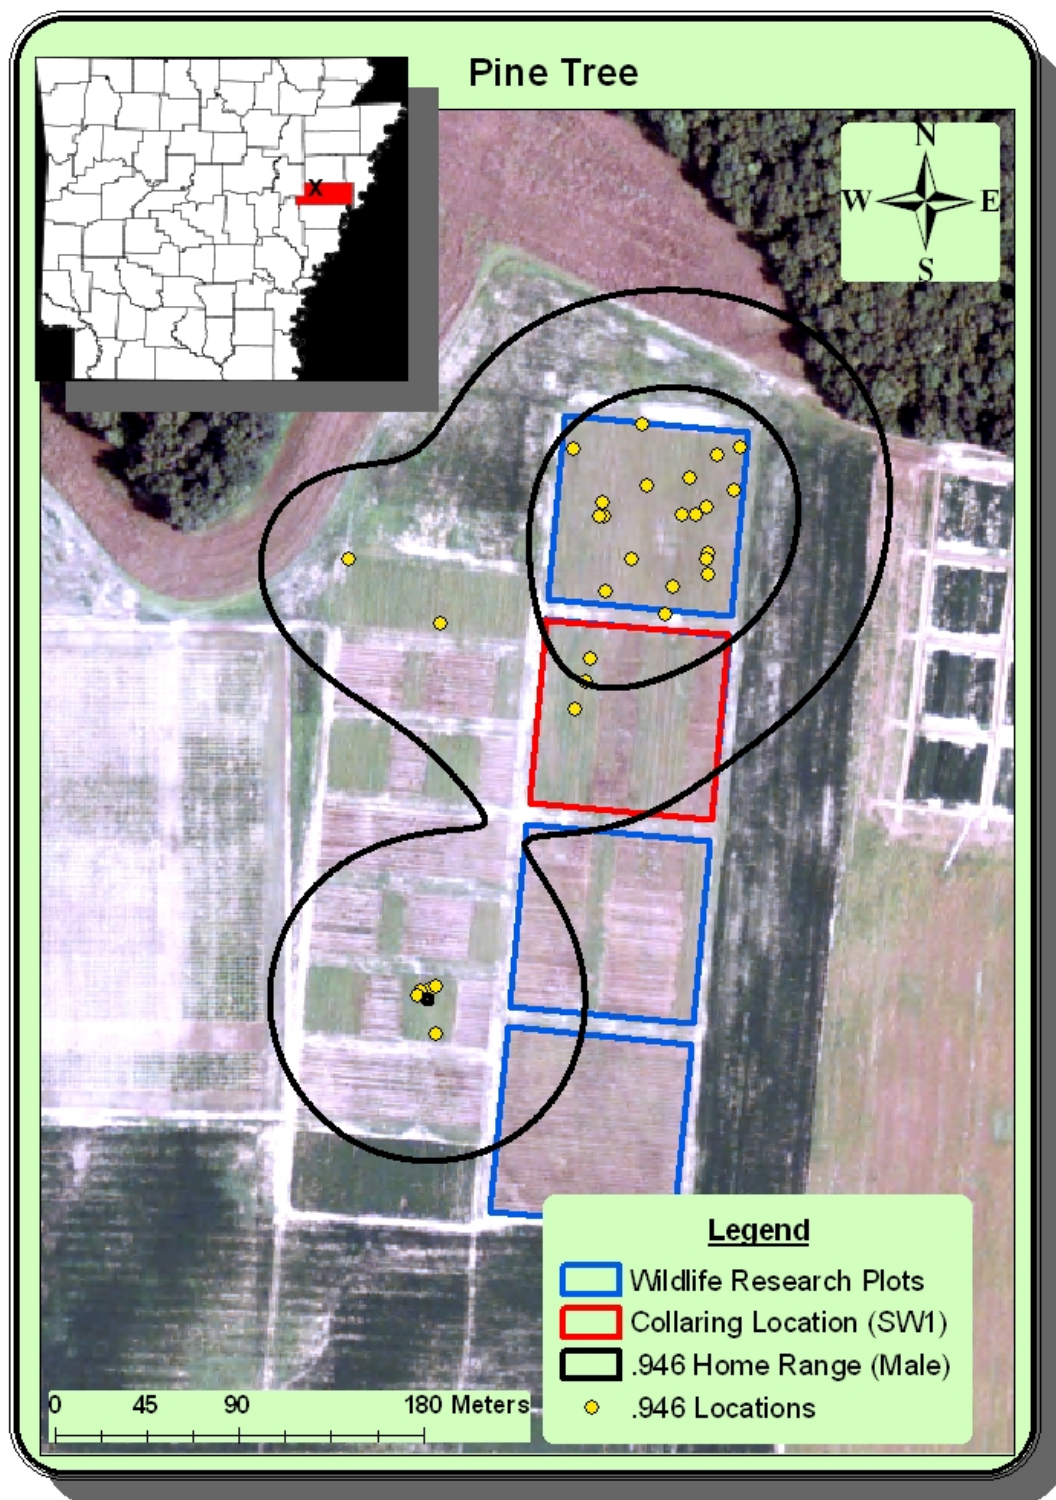 Pine Tree
X
N
W E
S
Legend
Wildlife Research Plots
Collaring Location (SW1)
.946 Home Range (Male)
.946 Locations
0 45 90 180 Meters